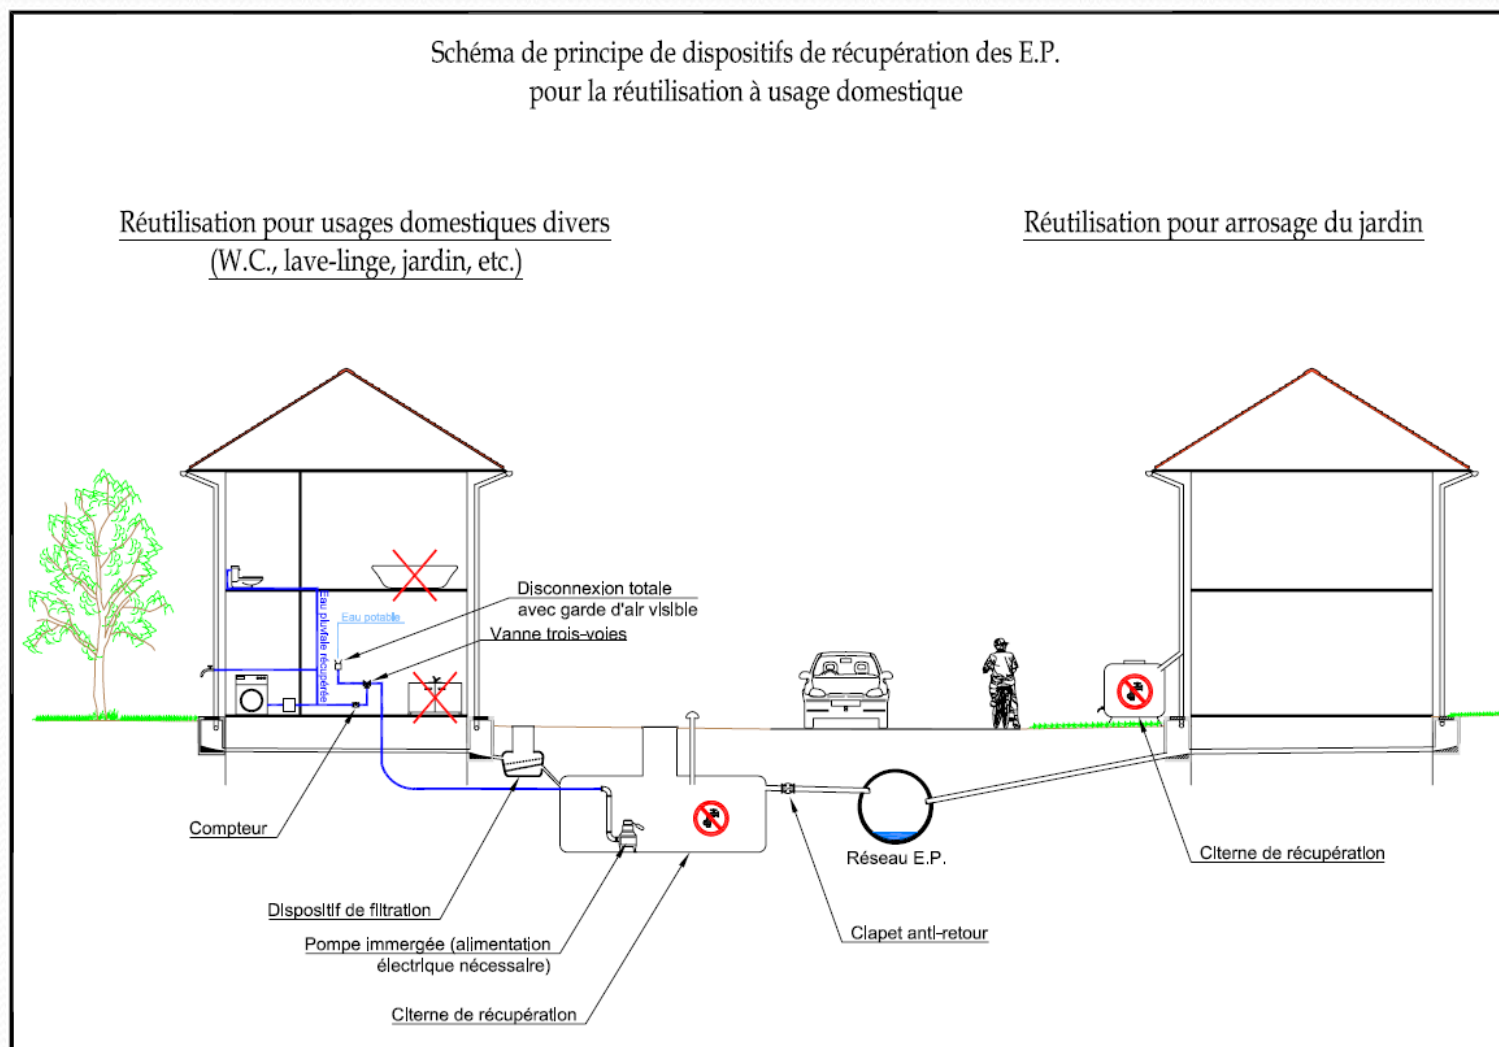 Schéma de principe de dispositifs de récupération des E.P.
pour la réutilisation à usage domestique
Réutilisation pour usages domestiques divers
(W.C., lave-linge, jardin, etc.)
Réutilisation pour arrosage du jardin
Disconnexion totale
avec garde d'air visible
Vanne trois-voies
Eau potable
Eau pluviale récupérée
Compteur
Réseau E.P.
Citerne de récupération
Dispositif de filtration
Clapet anti-retour
Pompe immergée (alimentation
électrique nécessaire)
Citerne de récupération